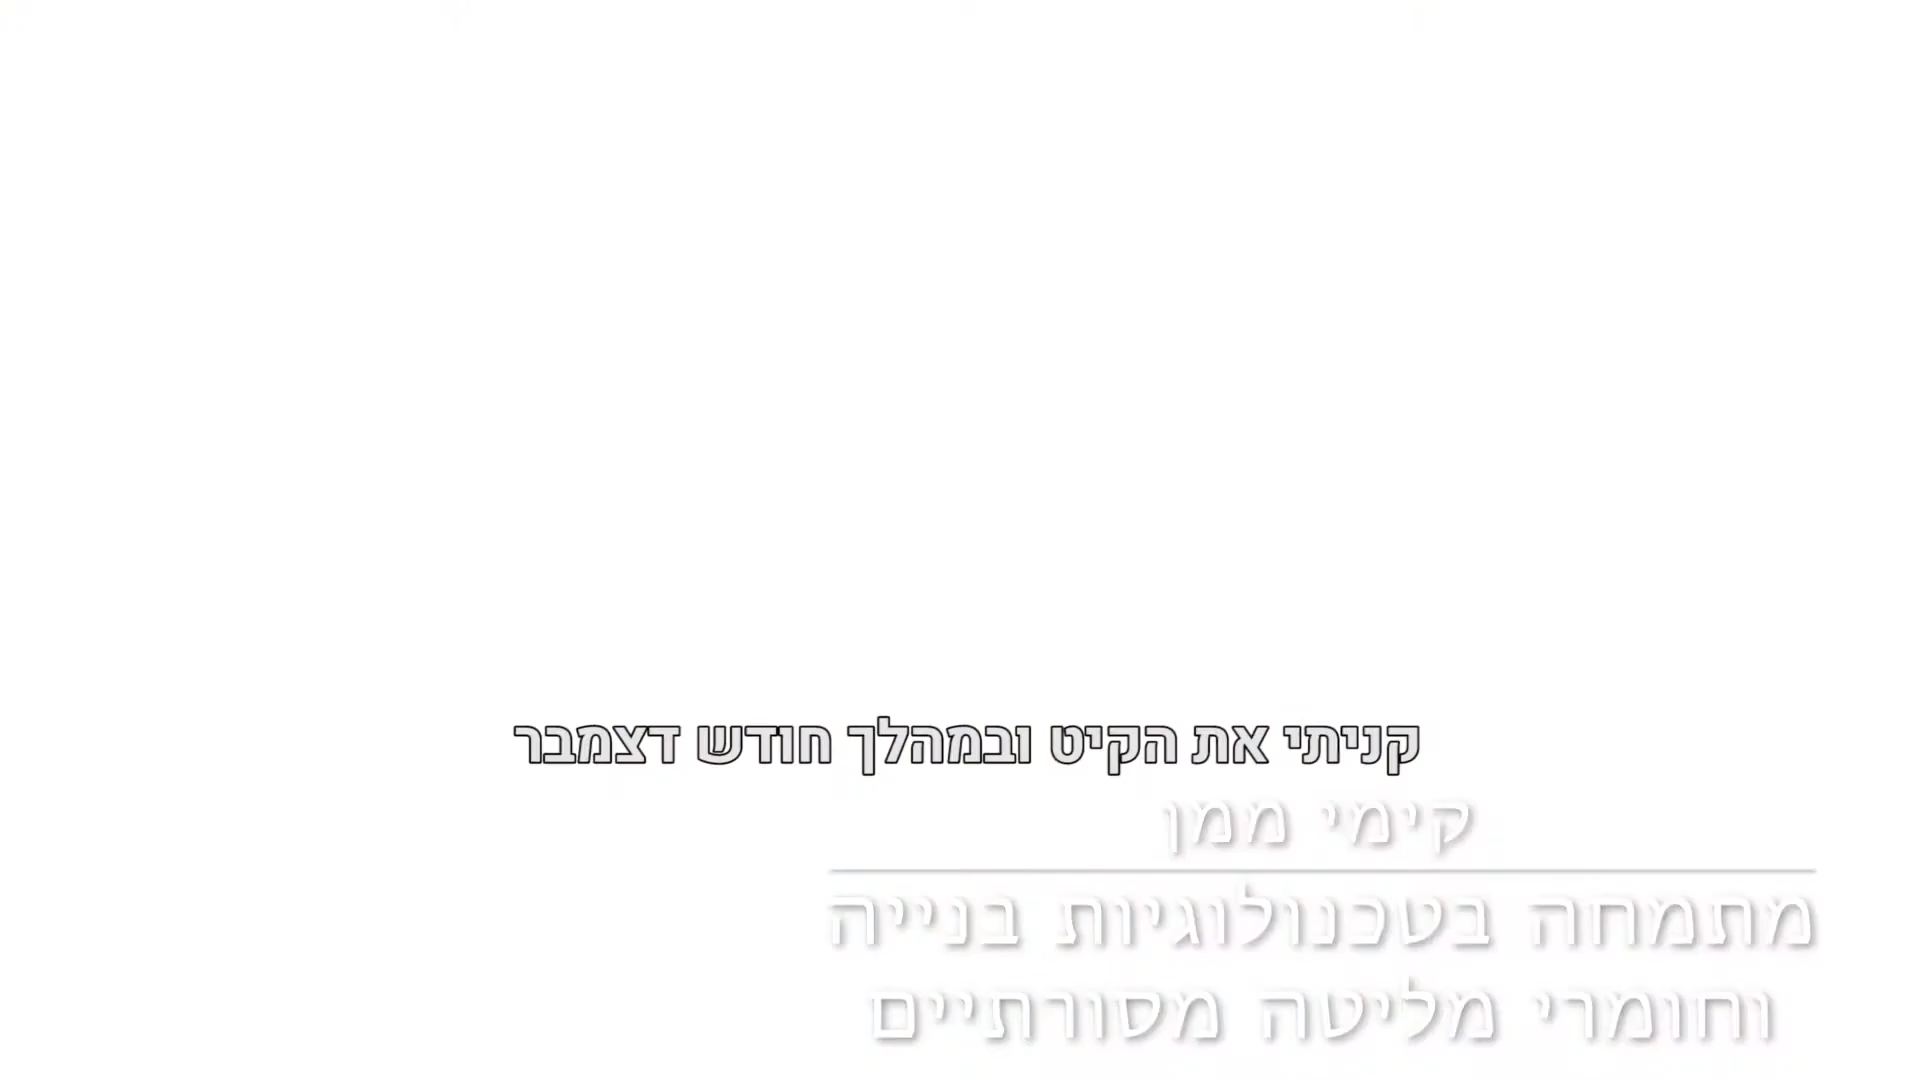 קניתי את הקיט ובמהלך חודש דצמבר
קימי ממן
מתמחה בטכנולוגיות בנייה
וחומרי מליטה מסורתיים